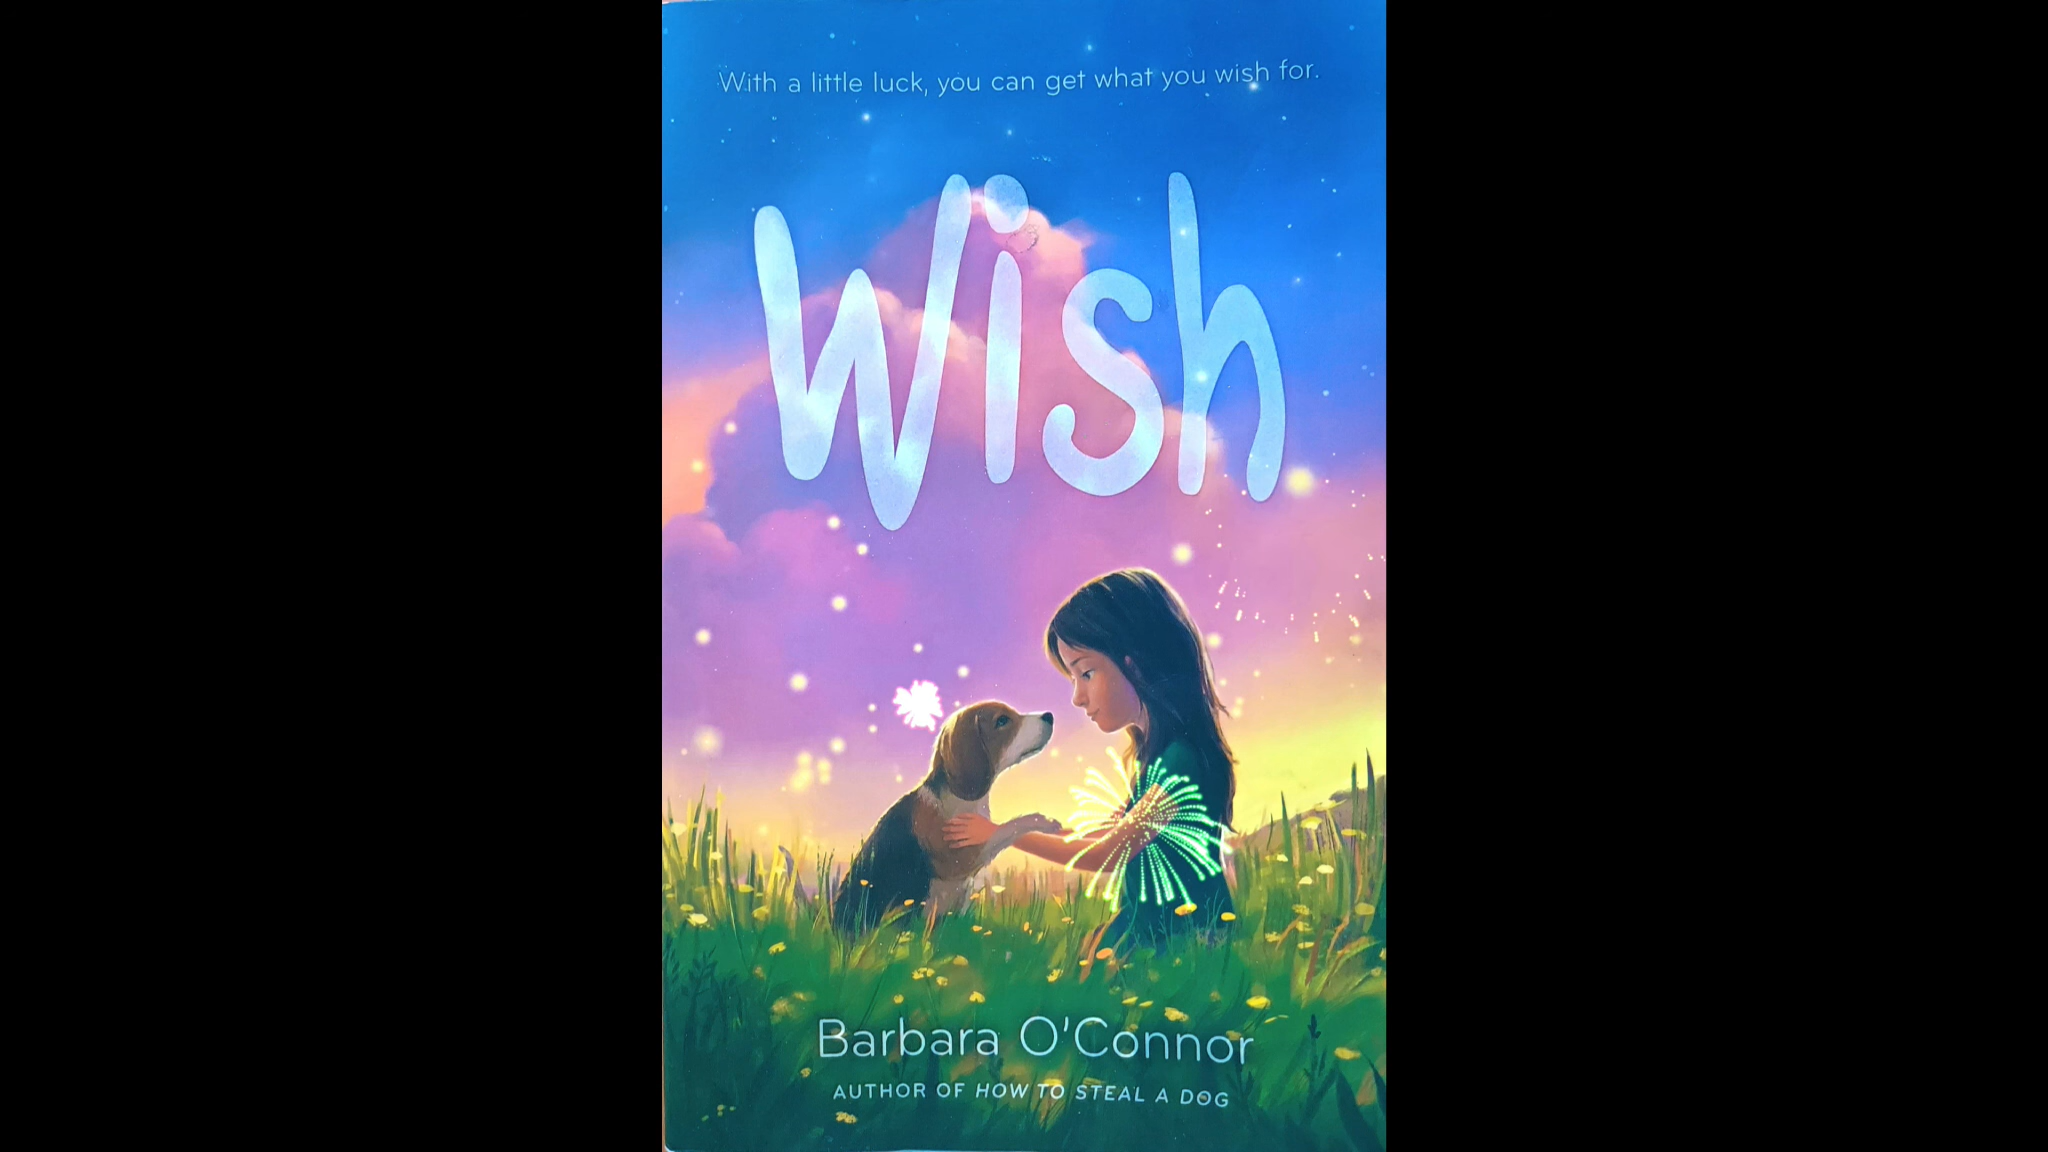 With a little luck, you can get what you wish for.
Wish
Barbara O'Connor
AUTHOR OF HOW TO STEAL A DOG